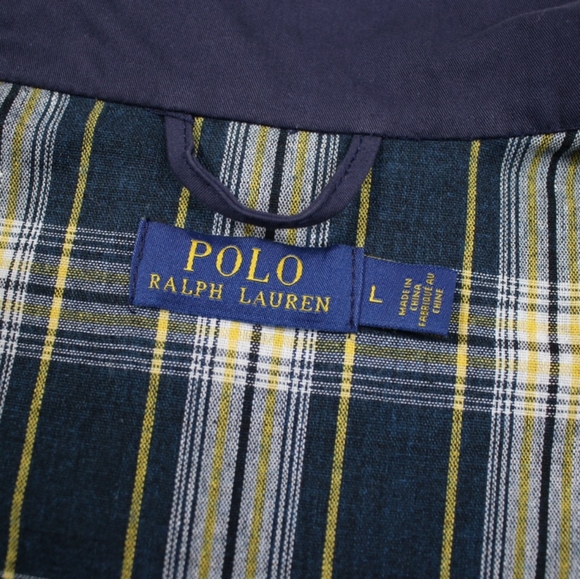 POLO
RALPH LAUREN
L
MADE IN
CHINA
FABRIQUÉ AU
CHINE